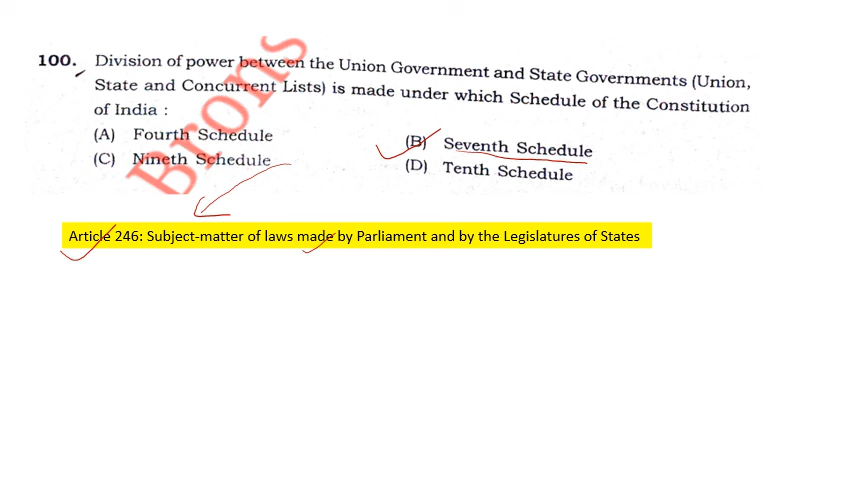 100. Division of power between the Union Government and State Governments (Union,
State and Concurrent Lists) is made under which Schedule of the Constitution
of India :
(A) Fourth Schedule
(B) Seventh Schedule
(C) Nineth Schedule
(D) Tenth Schedule
Brons
Article 246: Subject-matter of laws made by Parliament and by the Legislatures of States